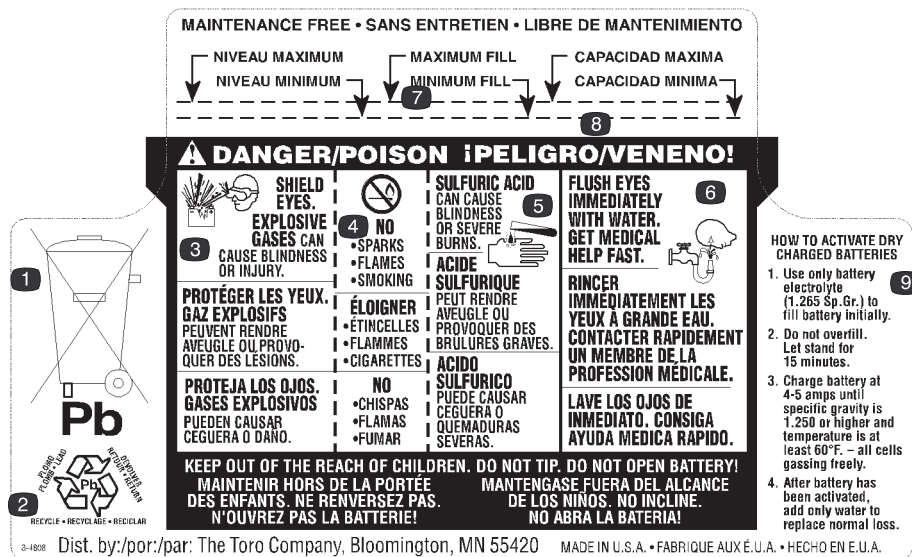 MAINTENANCE FREE • SANS ENTRETIEN • LIBRE DE MANTENIMIENTO
NIVEAU MAXIMUM
MAXIMUM FILL
CAPACIDAD MAXIMA
NIVEAU MINIMUM
MINIMUM FILL
CAPACIDAD MINIMA
7
8
DANGER/POISON ¡PELIGRO/VENENO!
3
SHIELD
EYES.
EXPLOSIVE
GASES CAN
CAUSE BLINDNESS
OR INJURY.
PROTÉGER LES YEUX.
GAZ EXPLOSIFS
PEUVENT RENDRE
AVEUGLE OU PROVO-
QUER DES LÉSIONS.
PROTEJA LOS OJOS.
GASES EXPLOSIVOS
PUEDEN CAUSAR
CEGUERA O DAÑO.
4
NO
•SPARKS
•FLAMES
•SMOKING
ÉLOIGNER
•ÉTINCELLES
•FLAMMES
•CIGARETTES
NO
•CHISPAS
•FLAMAS
•FUMAR
SULFURIC ACID
CAN CAUSE
BLINDNESS
OR SEVERE
BURNS.
5
ACIDE
SULFURIQUE
PEUT RENDRE
AVEUGLE OU
PROVOQUER DES
BRÛLURES GRAVES.
ACIDO
SULFURICO
PUEDE CAUSAR
CEGUERA O
QUEMADURAS
SEVERAS.
FLUSH EYES
IMMEDIATELY
WITH WATER.
GET MEDICAL
HELP FAST.
6
RINCER
IMMÉDIATEMENT LES
YEUX À GRANDE EAU.
CONTACTER RAPIDEMENT
UN MEMBRE DE LA
PROFESSION MÉDICALE.
LAVE LOS OJOS DE
INMEDIATO. CONSIGA
AYUDA MEDICA RAPIDO.
KEEP OUT OF THE REACH OF CHILDREN. DO NOT TIP. DO NOT OPEN BATTERY!
MAINTENIR HORS DE LA PORTÉE
DES ENFANTS. NE RENVERSEZ PAS.
N'OUVREZ PAS LA BATTERIE!
MANTENGASE FUERA DEL ALCANCE
DE LOS NIÑOS. NO INCLINE.
NO ABRA LA BATERIA!
1
Pb
2
PLOMO
PLOMB • LEAD
DEVOLVER
RETOUR • RETURN
Pb
RECYCLE • RECYCLAGE • RECICLAR
HOW TO ACTIVATE DRY
CHARGED BATTERIES
9
1. Use only battery
electrolyte
(1.265 Sp.Gr.) to
fill battery initially.
2. Do not overfill.
Let stand for
15 minutes.
3. Charge battery at
4-5 amps until
specific gravity is
1.250 or higher and
temperature is at
least 60°F. – all cells
gassing freely.
4. After battery has
been activated,
add only water to
replace normal loss.
3-4808 Dist. by:/por:/par: The Toro Company, Bloomington, MN 55420 MADE IN U.S.A. • FABRIQUE AUX É.U.A. • HECHO EN E.U.A.